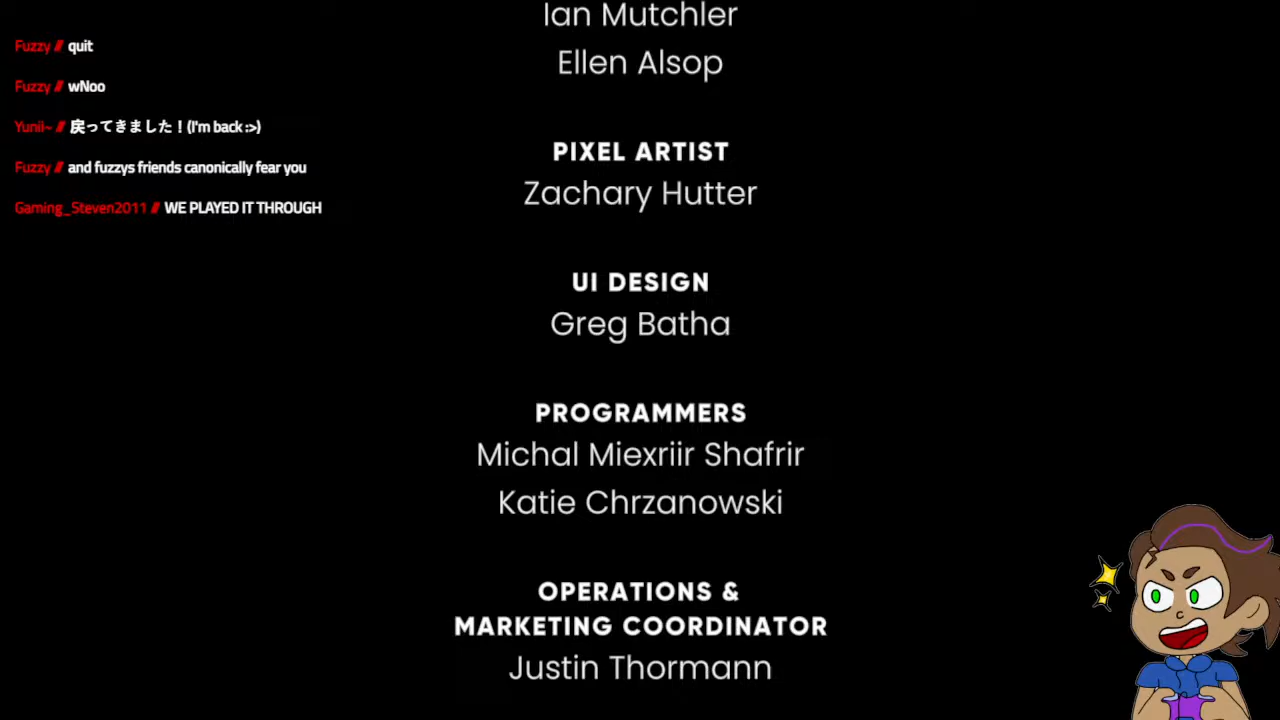 Fuzzy // quit
Fuzzy // wNoo
Yunii~ // 戻ってきました！(I'm back :>)
Fuzzy // and fuzzys friends canonically fear you
Gaming_Steven2011 // WE PLAYED IT THROUGH
Ian Mutchler
Ellen Alsop
PIXEL ARTIST
Zachary Hutter
UI DESIGN
Greg Batha
PROGRAMMERS
Michal Miexriir Shafrir
Katie Chrzanowski
OPERATIONS &
MARKETING COORDINATOR
Justin Thormann